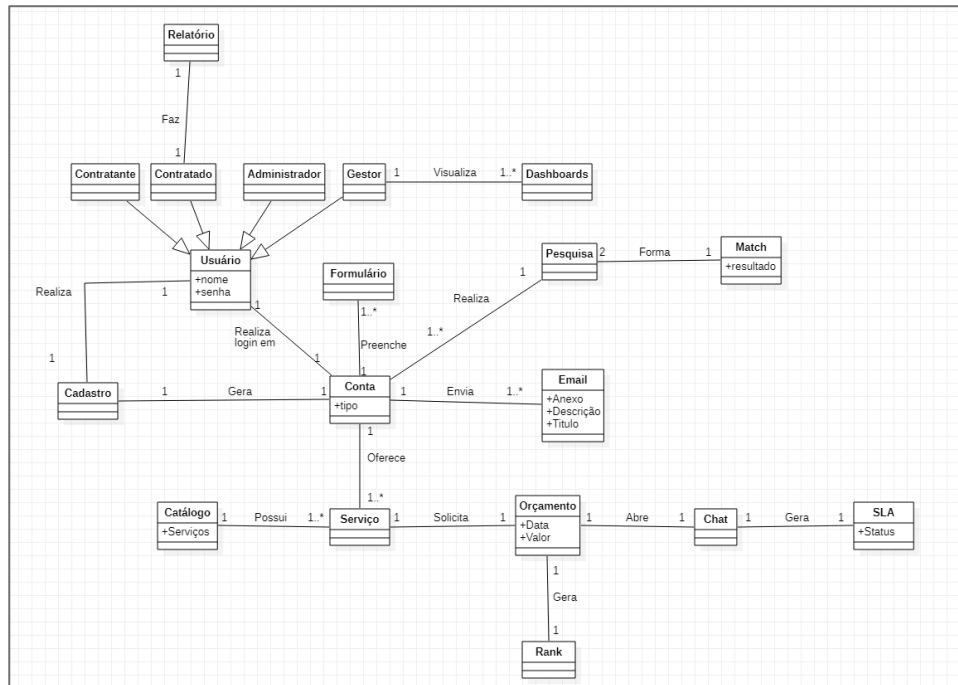 Relatório
1
Faz
1
Contratante
Contratado
Administrador
Gestor
1
Visualiza
1..*
Dashboards
Usuário
+nome
+senha
Realiza
1
1
Formulário
1..*
Preenche
1
Pesquisa
2
Forma
1
Match
+resultado
1
Realiza
1..*
1
Realiza
login em
1
Cadastro
1
Gera
1
Conta
+tipo
1
Envia
1..*
Email
+Anexo
+Descrição
+Titulo
1
Oferece
1..*
Catálogo
+Serviços
1
Possui
1..*
Serviço
1
Solicita
1
Orçamento
+Data
+Valor
1
Abre
1
Chat
1
Gera
1
SLA
+Status
1
Gera
1
Rank